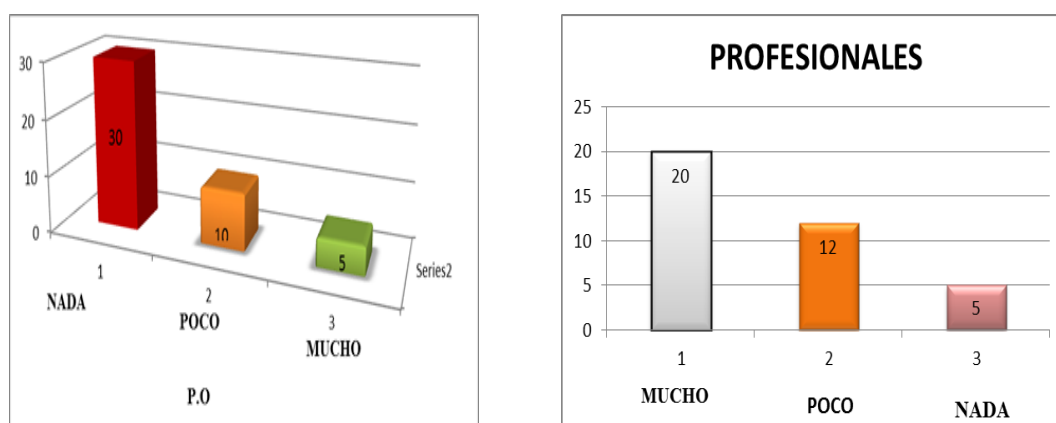 30
20
10
0
30
10
5
Series2
1
2
3
NADA
POCO
MUCHO
P.O
PROFESIONALES
25
20
15
10
5
0
20
12
5
1
2
3
MUCHO
POCO
NADA